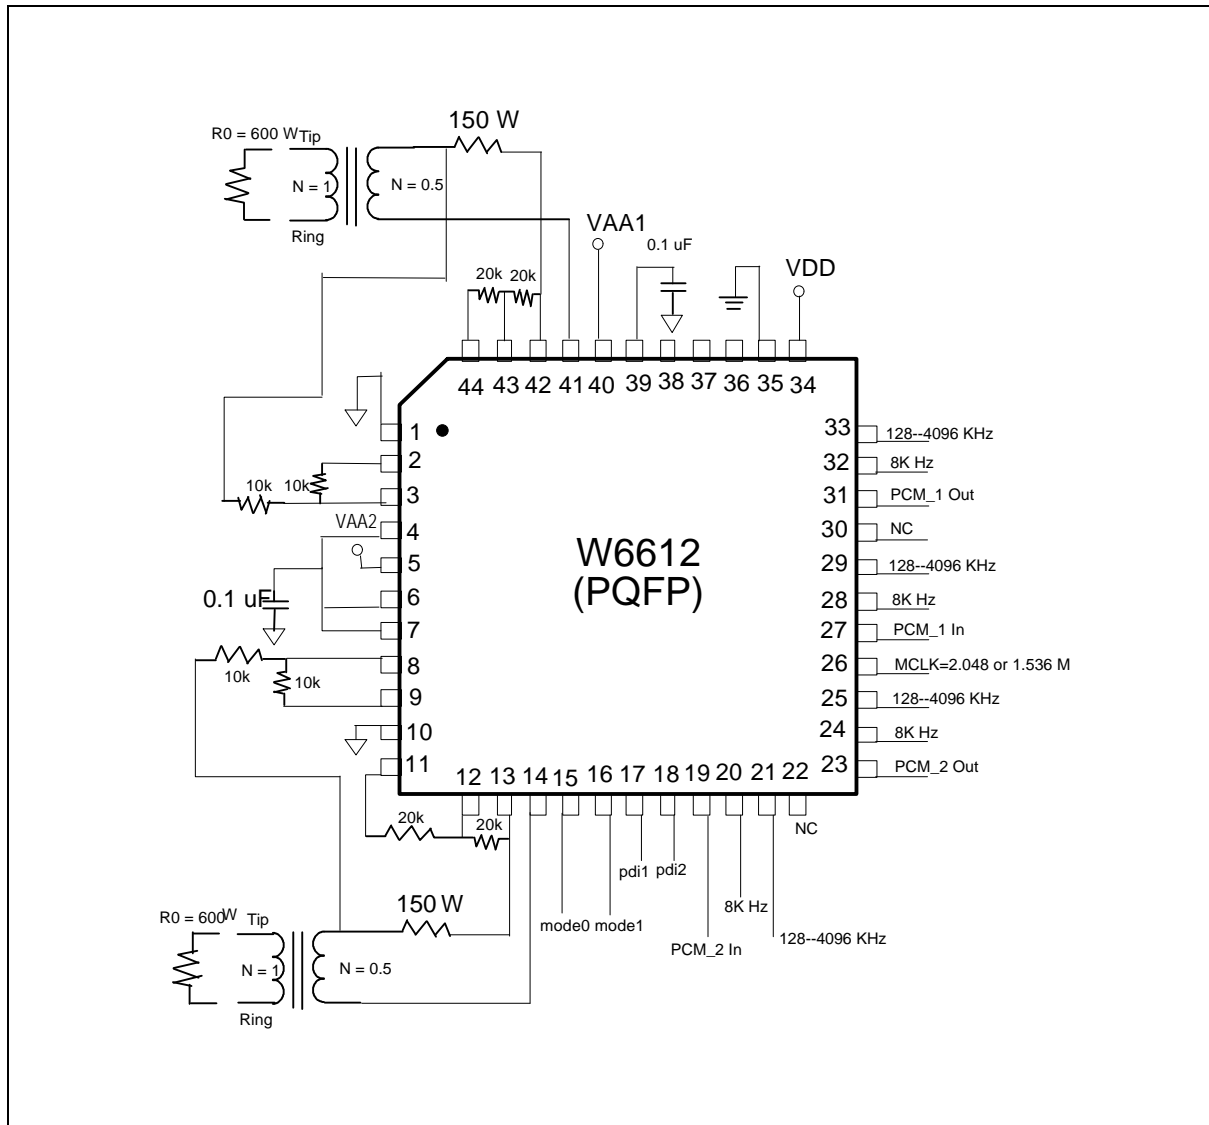 150 W
R0 = 600 W Tip
N = 1
N = 0.5
Ring
VAA1
0.1 uF
VDD
20k
20k
44
43
42
41
40
39
38
37
36
35
34
1
2
3
4
5
6
7
8
9
10
11
10k
10k
VAA2
0.1 uF
10k
10k
W6612
(PQFP)
33
128--4096 KHz
32
8K Hz
31
PCM_1 Out
30
NC
29
128--4096 KHz
28
8K Hz
27
PCM_1 In
26
MCLK=2.048 or 1.536 M
25
128--4096 KHz
24
8K Hz
23
PCM_2 Out
12
13
14
15
16
17
18
19
20
21
22
20k
20k
NC
pdi1
pdi2
mode0
mode1
8K Hz
PCM_2 In
128--4096 KHz
150 W
R0 = 600 W Tip
N = 1
N = 0.5
Ring